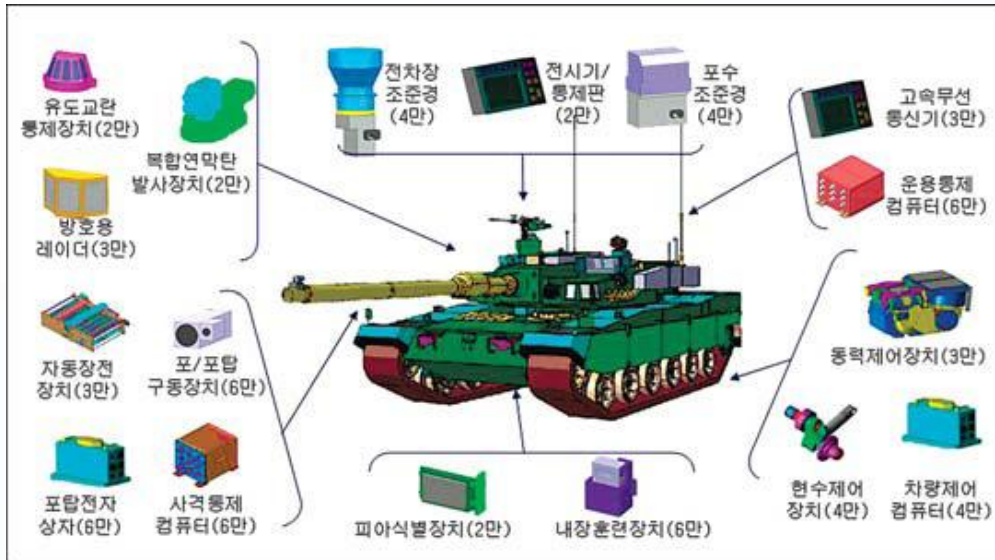 유도교란
통제장치(2만)
복합연막탄
발사장치(2만)
방호용
레이더(3만)
전차장
조준경
(4만)
전시기/
통제판
(2만)
포수
조준경
(4만)
고속무선
통신기(3만)
운용통제
컴퓨터(6만)
자동장전
장치(3만)
포/포탑
구동장치(6만)
포탑전자
상자(6만)
사격통제
컴퓨터(6만)
피아식별장치(2만)
내장훈련장치(6만)
동력제어장치(3만)
현수제어
장치(4만)
차량제어
컴퓨터(4만)